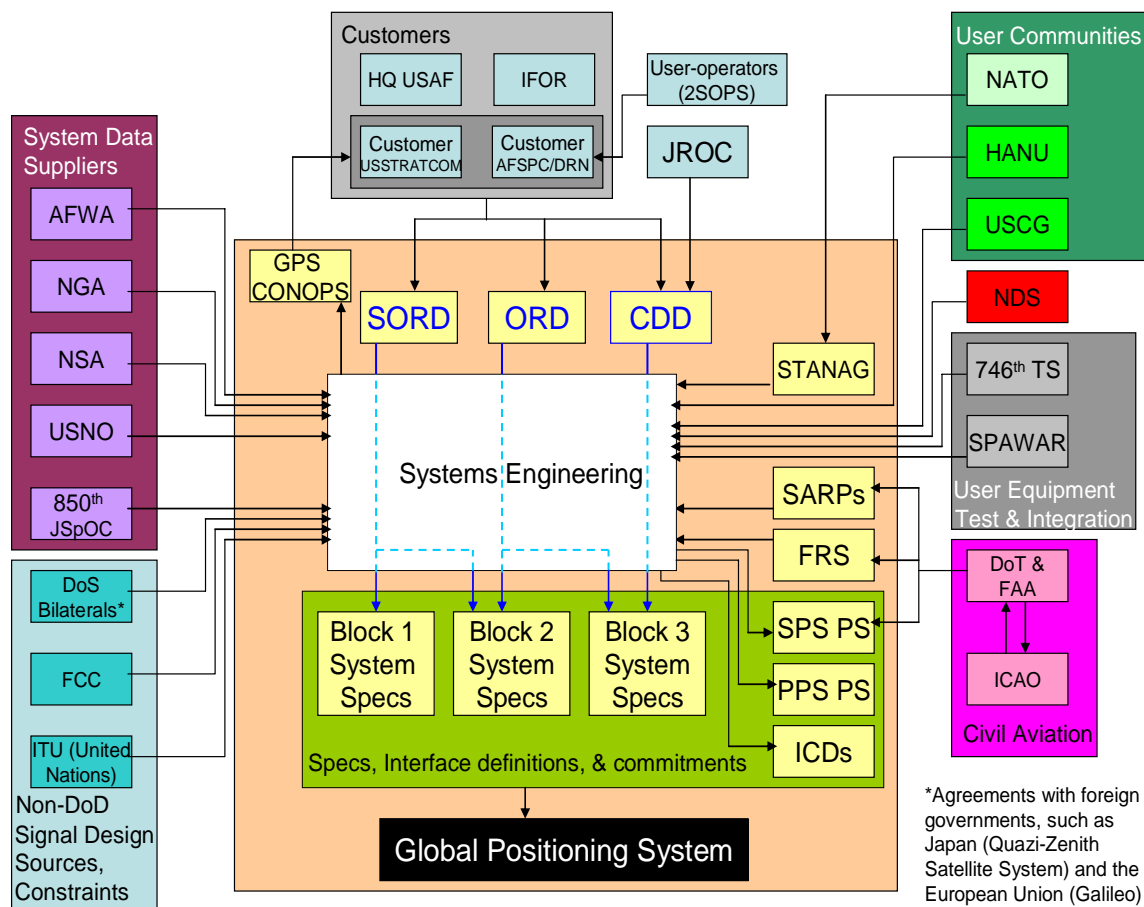 Customers
HQ USAF
IFOR
Customer
USSTRATCOM
Customer
AFSPC/DRN
User-operators
(2SOPS)
JROC
User Communities
NATO
HANU
USCG
NDS
System Data
Suppliers
AFWA
NGA
NSA
USNO
850th
JSpOC
GPS
CONOPS
SORD
ORD
CDD
STANAG
746th TS
SPAWAR
User Equipment
Test & Integration
Systems Engineering
SARPs
FRS
DoT &
FAA
ICAO
Civil Aviation
DoS
Bilaterals*
FCC
ITU (United
Nations)
Non-DoD
Signal Design
Sources,
Constraints
Block 1
System
Specs
Block 2
System
Specs
Block 3
System
Specs
SPS PS
PPS PS
ICDs
Specs, Interface definitions, & commitments
Global Positioning System
*Agreements with foreign
governments, such as
Japan (Quazi-Zenith
Satellite System) and the
European Union (Galileo)